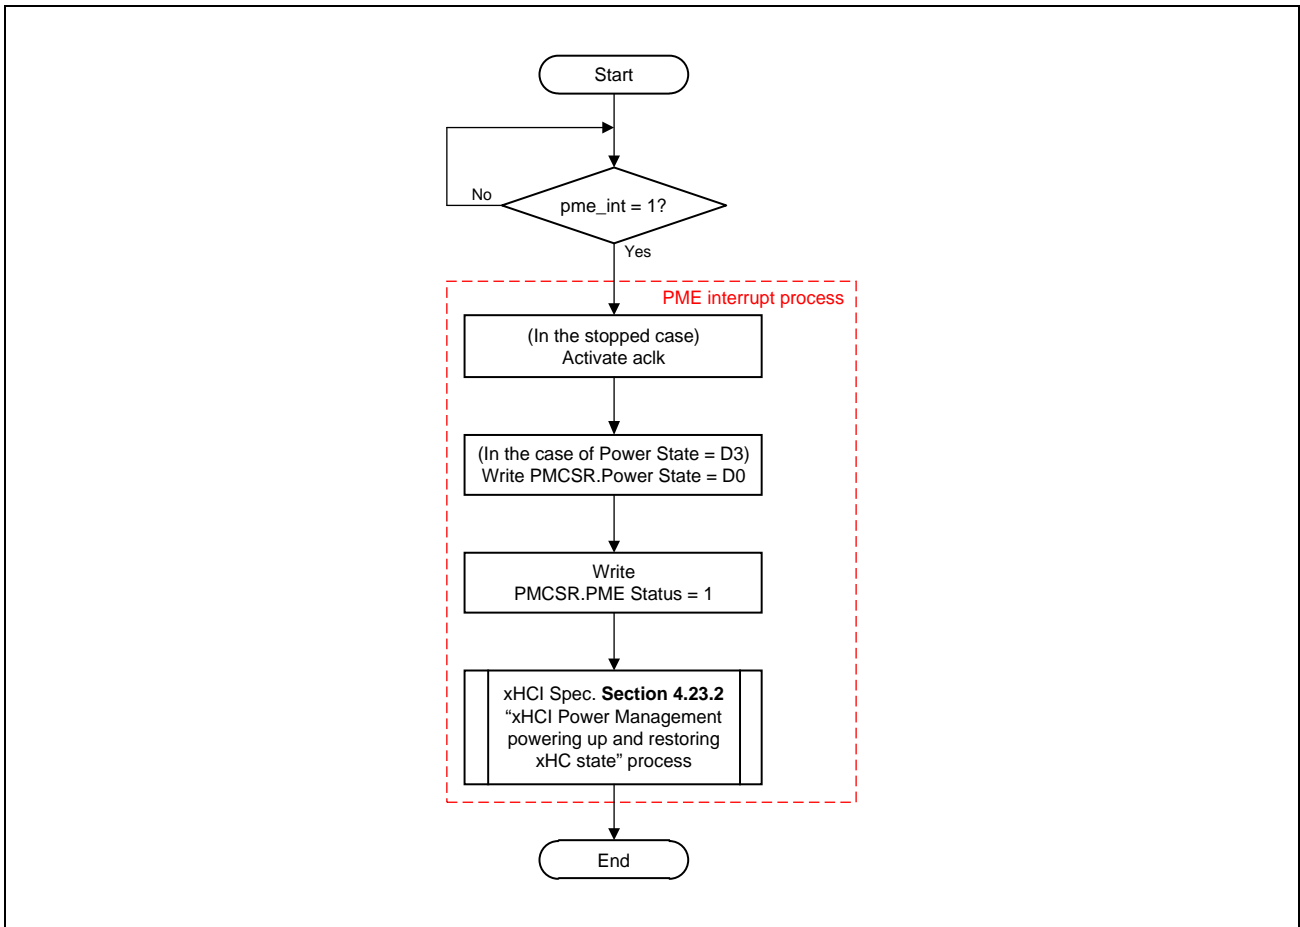 Start
No
pme_int = 1?
Yes
PME interrupt process
(In the stopped case)
Activate aclk
(In the case of Power State = D3)
Write PMCSR.Power State = D0
Write
PMCSR.PME Status = 1
xHCI Spec. Section 4.23.2
“xHCI Power Management
powering up and restoring
xHC state” process
End